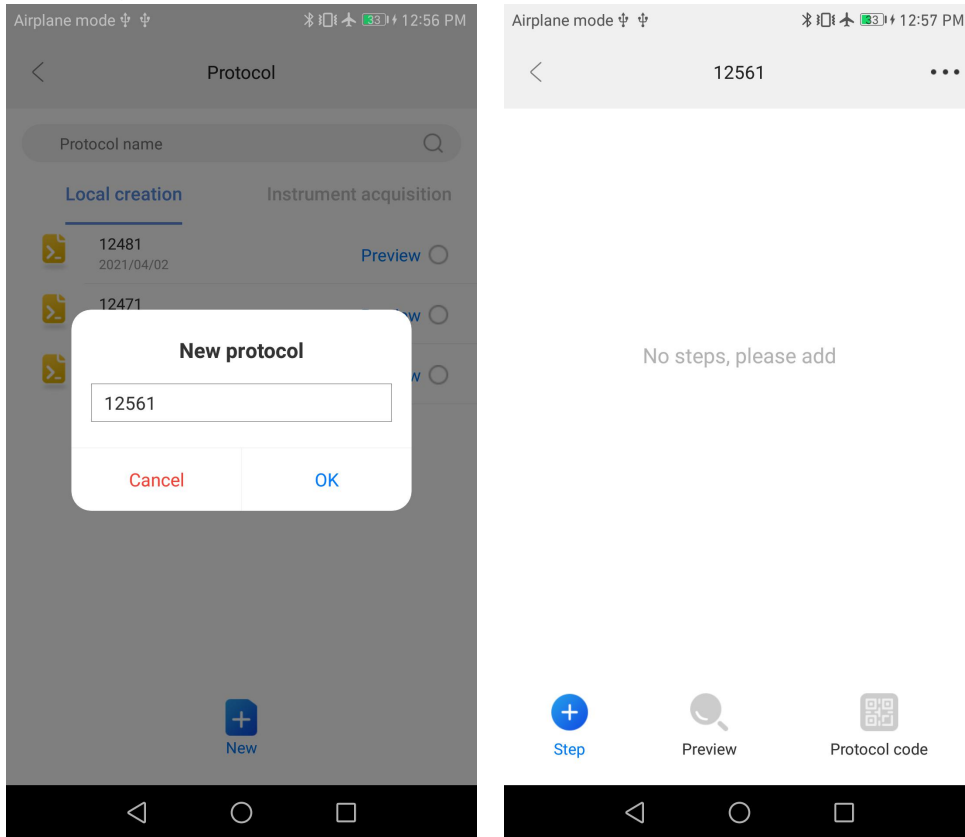 Airplane mode 33 12:56 PM
Protocol
Protocol name
Local creation Instrument acquisition
12481
2021/04/02
Preview
12471
w
w
New protocol
12561
Cancel OK
New
Airplane mode 33 12:57 PM
12561
No steps, please add
Step Preview Protocol code